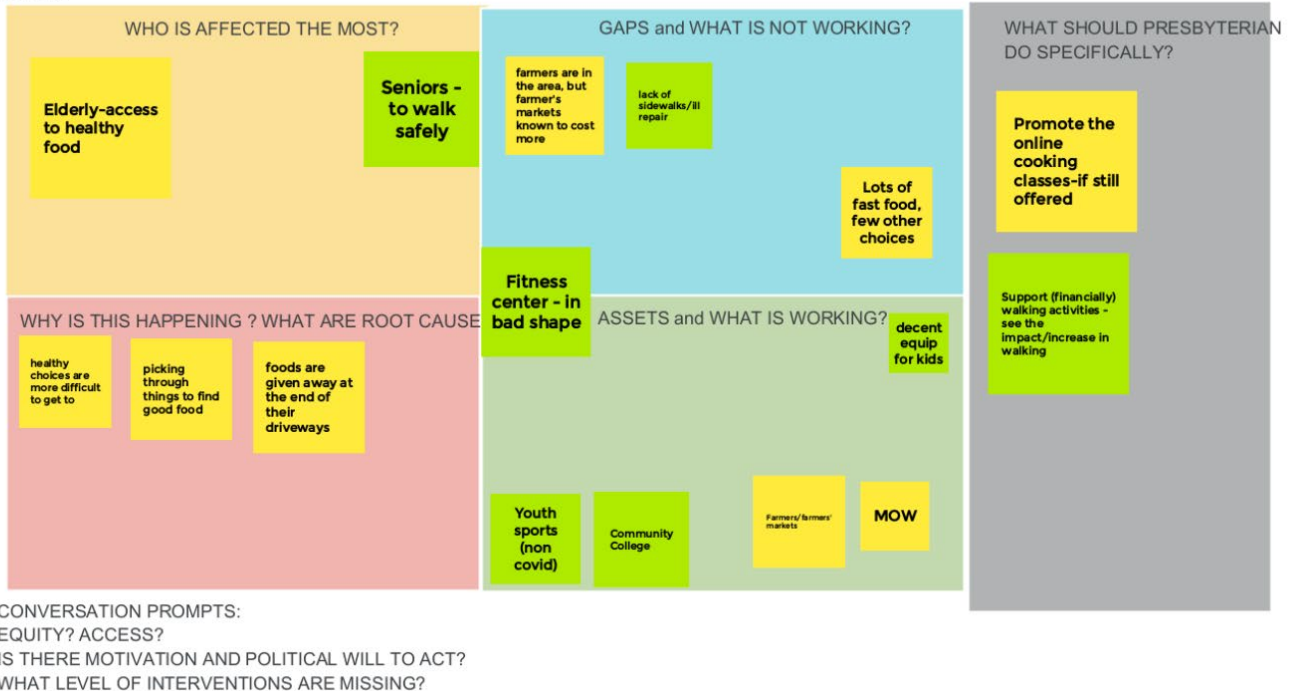 WHO IS AFFECTED THE MOST?
Elderly-access
to healthy
food
Seniors -
to walk
safely
GAPS and WHAT IS NOT WORKING?
farmers are in
the area, but
farmer's
markets
known to cost
more
lack of
sidewalks/ill
repair
Lots of
fast food,
few other
choices
Fitness
center - in
bad shape
WHAT SHOULD PRESBYTERIAN
DO SPECIFICALLY?
Promote the
online
cooking
classes-if still
offered
Support (financially)
walking activities -
see the
impact/increase in
walking
WHY IS THIS HAPPENING ? WHAT ARE ROOT CAUSE
healthy
choices are
more difficult
to get to
picking
through
things to find
good food
foods are
given away at
the end of
their
driveways
ASSETS and WHAT IS WORKING?
decent
equip
for kids
Youth
sports
(non
covid)
Community
College
Farmers/farmers'
markets
MOW
CONVERSATION PROMPTS:
EQUITY? ACCESS?
IS THERE MOTIVATION AND POLITICAL WILL TO ACT?
WHAT LEVEL OF INTERVENTIONS ARE MISSING?